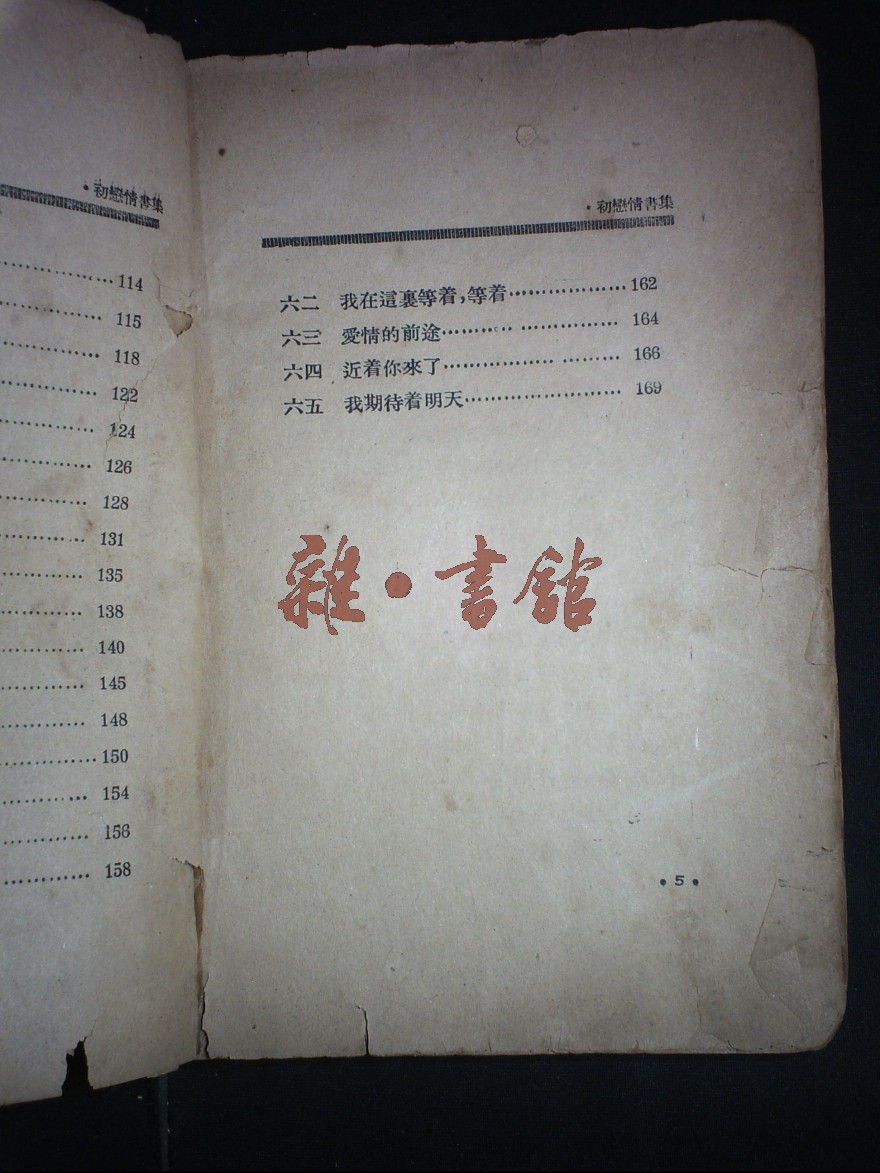 •初戀情書集
114
115
118
122
124
126
128
131
135
138
140
145
148
150
154
156
158
•初戀情書集
六二 我在這裏等着,等着………………162
六三 愛情的前途……………………… 164
六四 近着你來了……………………… 166
六五 我期待着明天…………………… 169
雜•書館
•5•